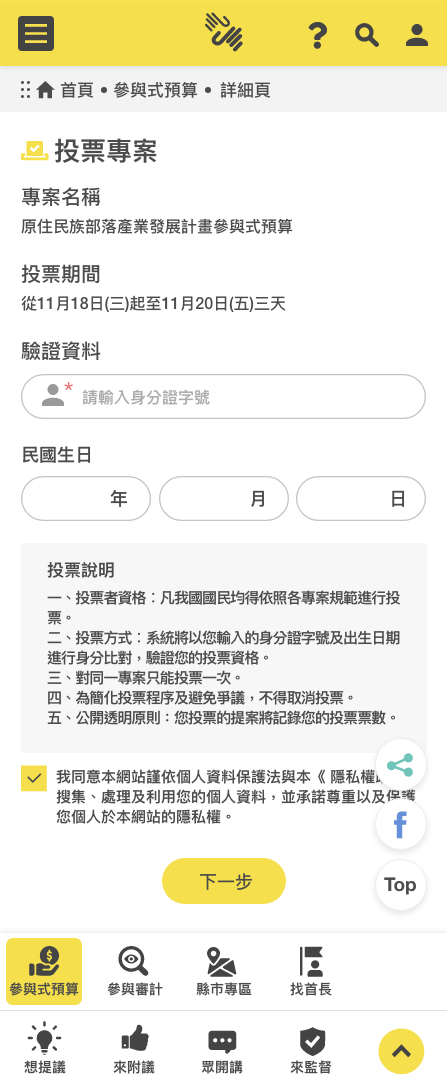 首頁 • 參與式預算 • 詳細頁
投票專案
專案名稱
原住民族部落產業發展計畫參與式預算
投票期間
從11月18日(三)起至11月20日(五)三天
驗證資料
* 請輸入身分證字號
民國生日
年 月 日
投票說明
一、投票者資格：凡我國國民均得依照各專案規範進行投
票。
二、投票方式：系統將以您輸入的身分證字號及出生日期
進行身分比對，驗證您的投票資格。
三、對同一專案只能投票一次。
四、為簡化投票程序及避免爭議，不得取消投票。
五、公開透明原則：您投票的提案將記錄您的投票票數。
我同意本網站謹依個人資料保護法與本《 隱私權
搜集、處理及利用您的個人資料，並承諾尊重以及保護
您個人於本網站的隱私權。
f
Top
下一步
參與式預算 參與審計 縣市專區 找首長
想提議 來附議 眾開講 來監督